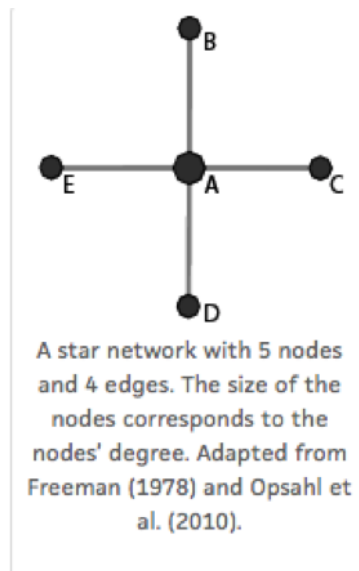 B
E
A
C
D
A star network with 5 nodes
and 4 edges. The size of the
nodes corresponds to the
nodes' degree. Adapted from
Freeman (1978) and Opsahl et
al. (2010).